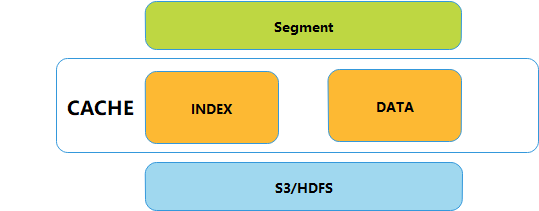 Segment
CACHE
INDEX
DATA
S3/HDFS